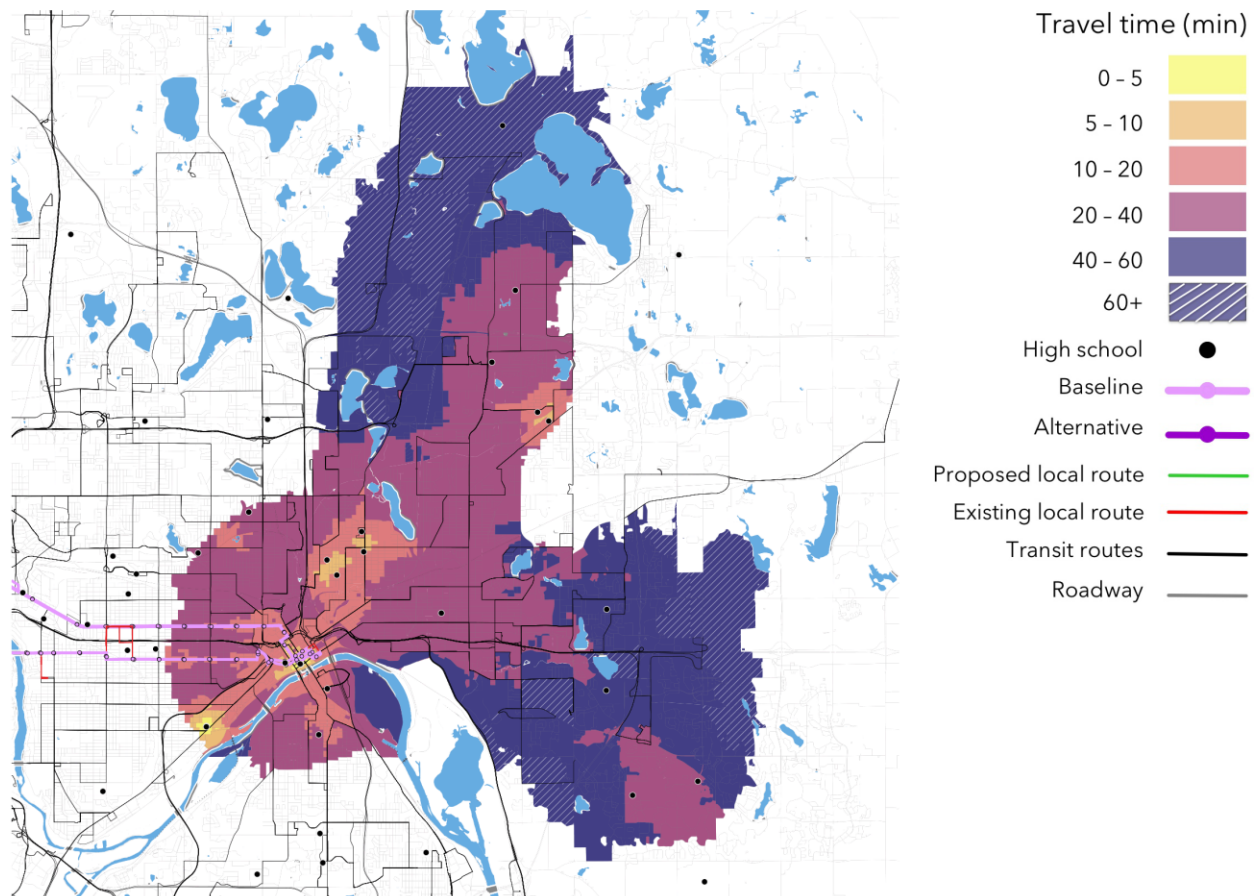 Travel time (min)
0 – 5
5 – 10
10 – 20
20 – 40
40 – 60
60+
High school
Baseline
Alternative
Proposed local route
Existing local route
Transit routes
Roadway